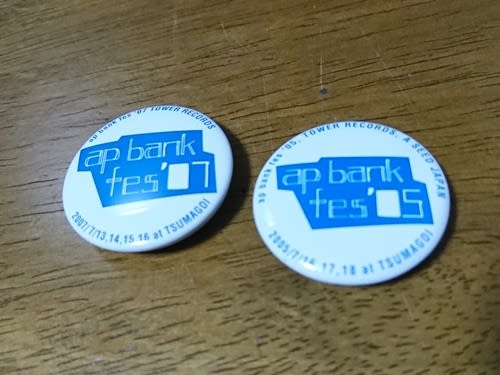 ap bank fes '07 TOWER RECORDS
ap bank
fes'07
2007/7/13,14,15,16 at TSUMAGOI
ap bank fes '05, TOWER RECORDS, A SEED JAPAN
ap bank
fes'05
2005/7/16,17,18 at TSUMAGOI